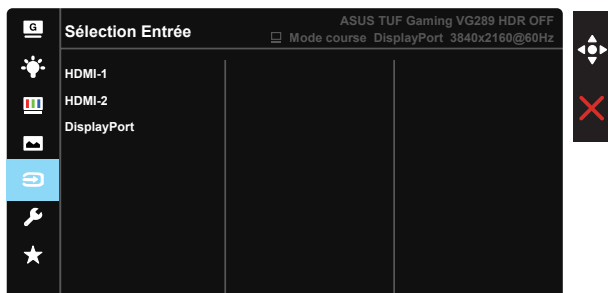 G
Sélection Entrée
ASUS TUF Gaming VG289 HDR OFF
Mode course DisplayPort 3840x2160@60Hz
HDMI-1
HDMI-2
DisplayPort